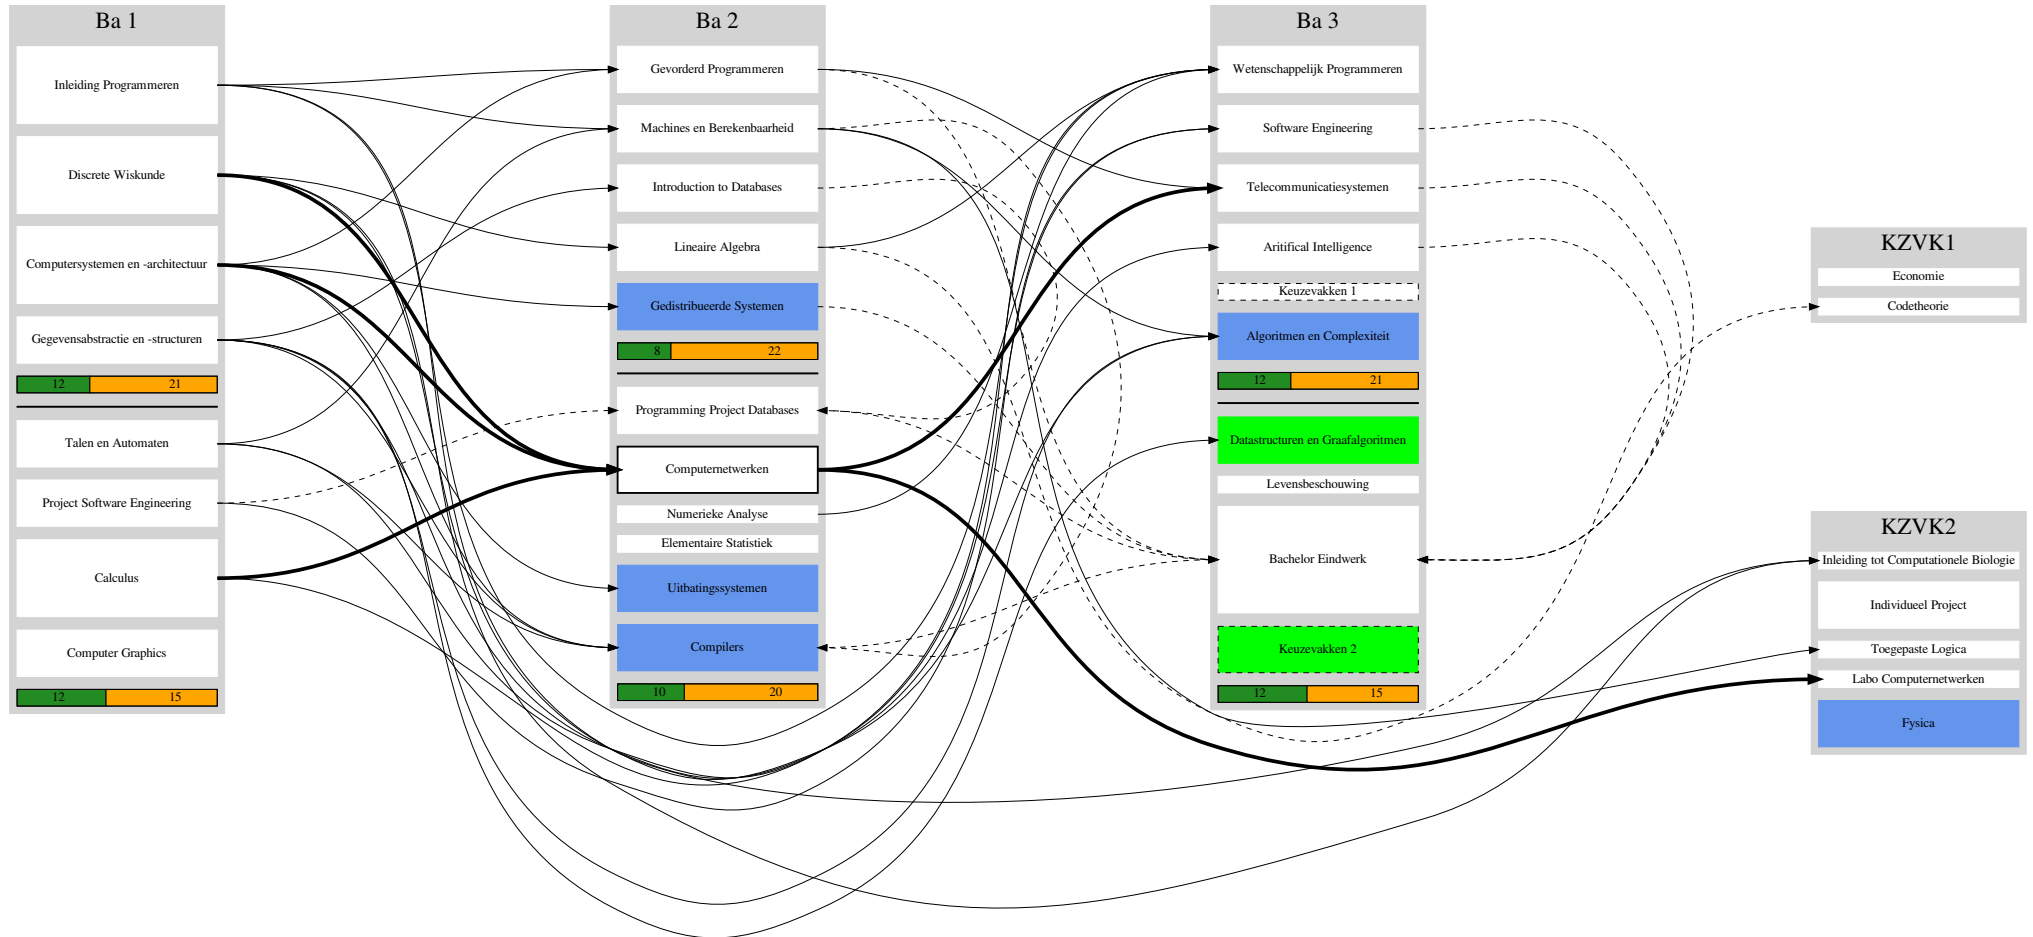 Ba 1
Inleiding Programmeren
Discrete Wiskunde
Computersystemen en -architectuur
Gegevensabstractie en -structuren
12 21
Talen en Automaten
Project Software Engineering
Calculus
Computer Graphics
12 15
Ba 2
Gevorderd Programmeren
Machines en Berekenbaarheid
Introduction to Databases
Lineaire Algebra
Gedistribueerde Systemen
8 22
Programming Project Databases
Computernetwerken
Numerieke Analyse
Elementaire Statistiek
Uitbatingssystemen
Compilers
10 20
Ba 3
Wetenschappelijk Programmeren
Software Engineering
Telecommunicatiesystemen
Aritifical Intelligence
Keuzevakken 1
Algoritmen en Complexiteit
12 21
Datastructuren en Graafalgoritmen
Levensbeschouwing
Bachelor Eindwerk
Keuzevakken 2
12 15
KZVK1
Economie
Codetheorie
KZVK2
Inleiding tot Computationele Biologie
Individueel Project
Toegepaste Logica
Labo Computernetwerken
Fysica